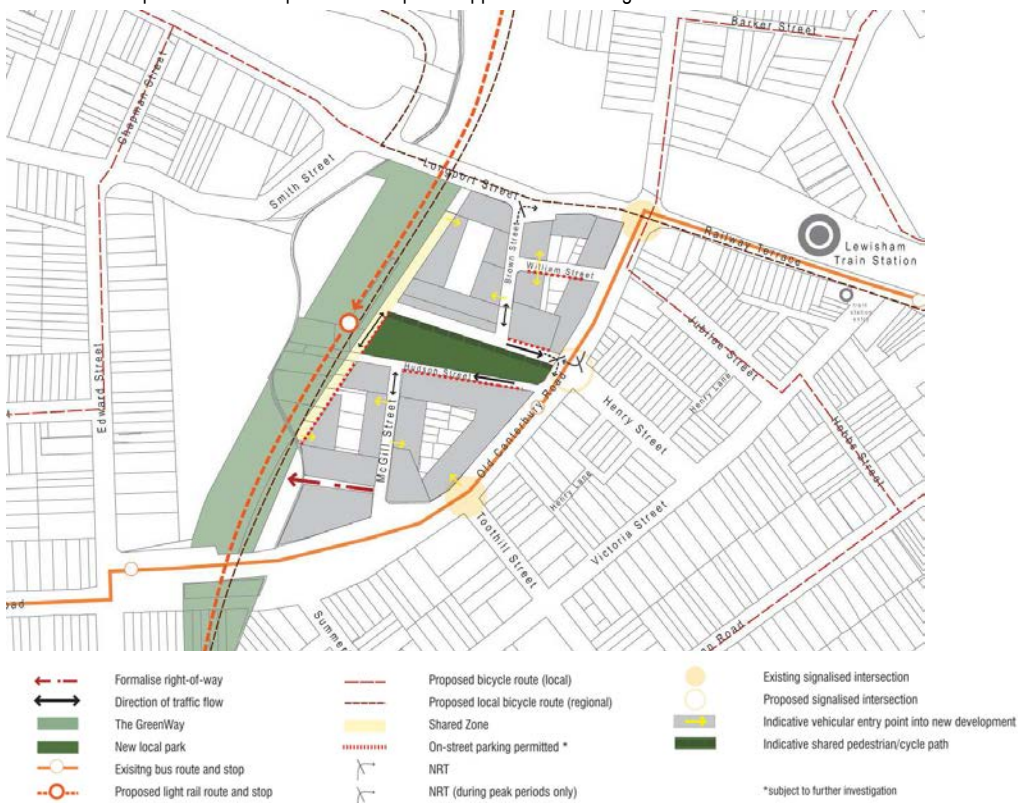 Barker Street
Chapman Street
Smith Street
Longport Street
Railway Terrace
Lewisham
Train Station
train
station
entry
Brown Street
William Street
Jubilee Street
Edward Street
Hudson Street
Henry Lane
Hobbs Street
McGill Street
Old Canterbury Road
Henry Street
Henry Lane
Toothill Street
Victoria Street
Formalise right-of-way
Direction of traffic flow
The GreenWay
New local park
Exisitng bus route and stop
Proposed light rail route and stop
Proposed bicycle route (local)
Proposed local bicycle route (regional)
Shared Zone
On-street parking permitted *
NRT
NRT (during peak periods only)
Existing signalised intersection
Proposed signalised intersection
Indicative vehicular entry point into new development
Indicative shared pedestrian/cycle path
*subject to further investigation